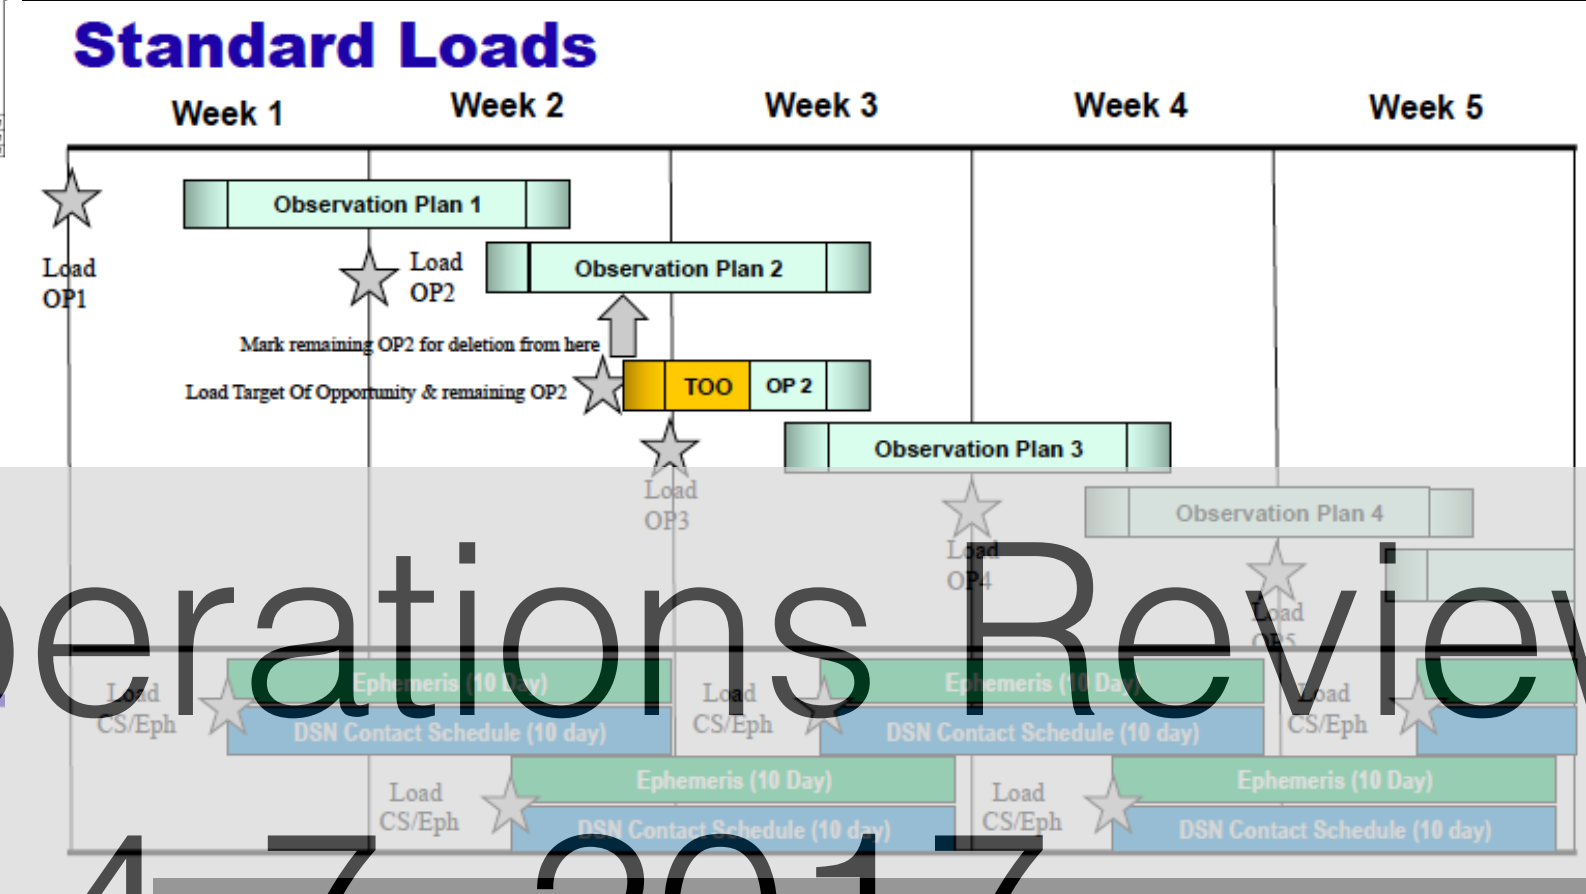 Standard Loads
Week 1
Week 2
Week 3
Week 4
Week 5
Observation Plan 1
Load
OP1
Load
OP2
Observation Plan 2
Mark remaining OP2 for deletion from here
Load Target Of Opportunity & remaining OP2
TOO
OP 2
Observation Plan 3
Load
OP3
Observation Plan 4
Load
OP4
Load
OP5
perations Review
Load
CS/Eph
Ephemeris (10 Day)
DSN Contact Schedule (10 day)
Load
CS/Eph
Ephemeris (10 Day)
DSN Contact Schedule (10 day)
Load
CS/Eph
Load
CS/Eph
Ephemeris (10 Day)
DSN Contact Schedule (10 day)
Load
CS/Eph
Ephemeris (10 Day)
DSN Contact Schedule (10 day)
4 7, 2017